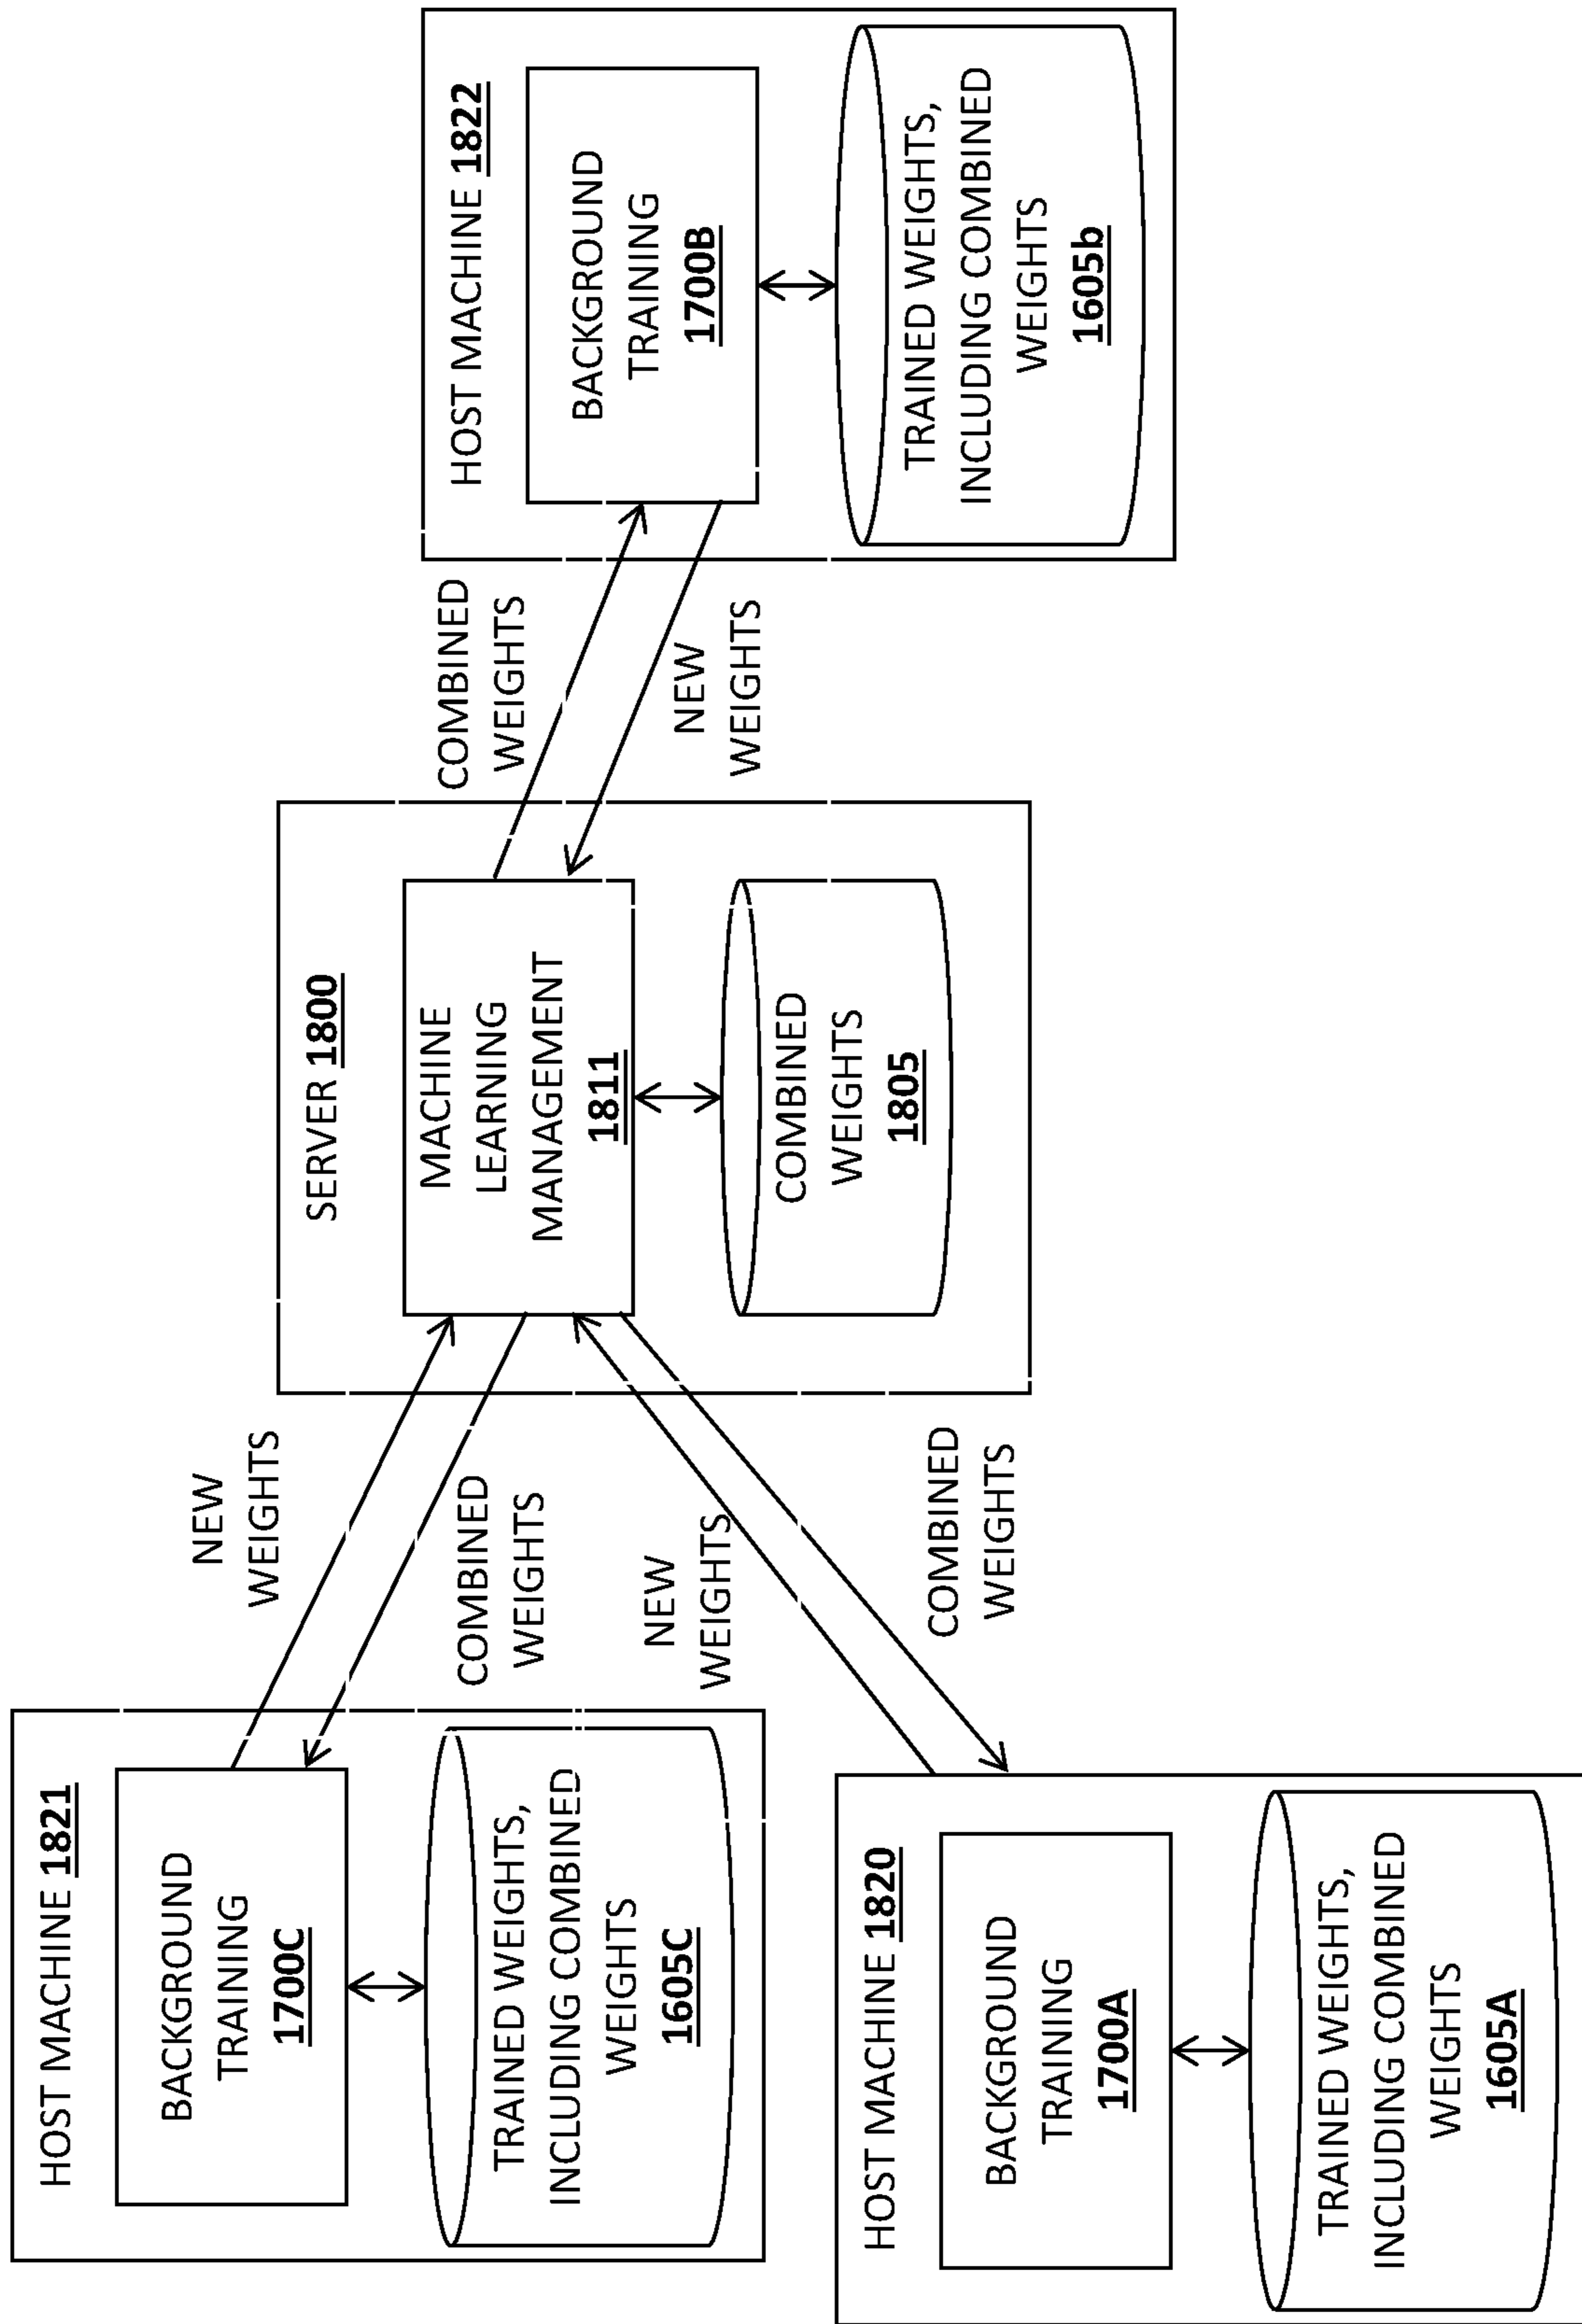 HOST MACHINE 1821
BACKGROUND
TRAINING
1700C
TRAINED WEIGHTS,
INCLUDING COMBINED
WEIGHTS
1605C
HOST MACHINE 1820
BACKGROUND
TRAINING
1700A
TRAINED WEIGHTS,
INCLUDING COMBINED
WEIGHTS
1605A
NEW
WEIGHTS
COMBINED
WEIGHTS
NEW
WEIGHTS
COMBINED
WEIGHTS
SERVER 1800
MACHINE
LEARNING
MANAGEMENT
1811
COMBINED
WEIGHTS
1805
COMBINED
WEIGHTS
NEW
WEIGHTS
HOST MACHINE 1822
BACKGROUND
TRAINING
1700B
TRAINED WEIGHTS,
INCLUDING COMBINED
WEIGHTS
1605b